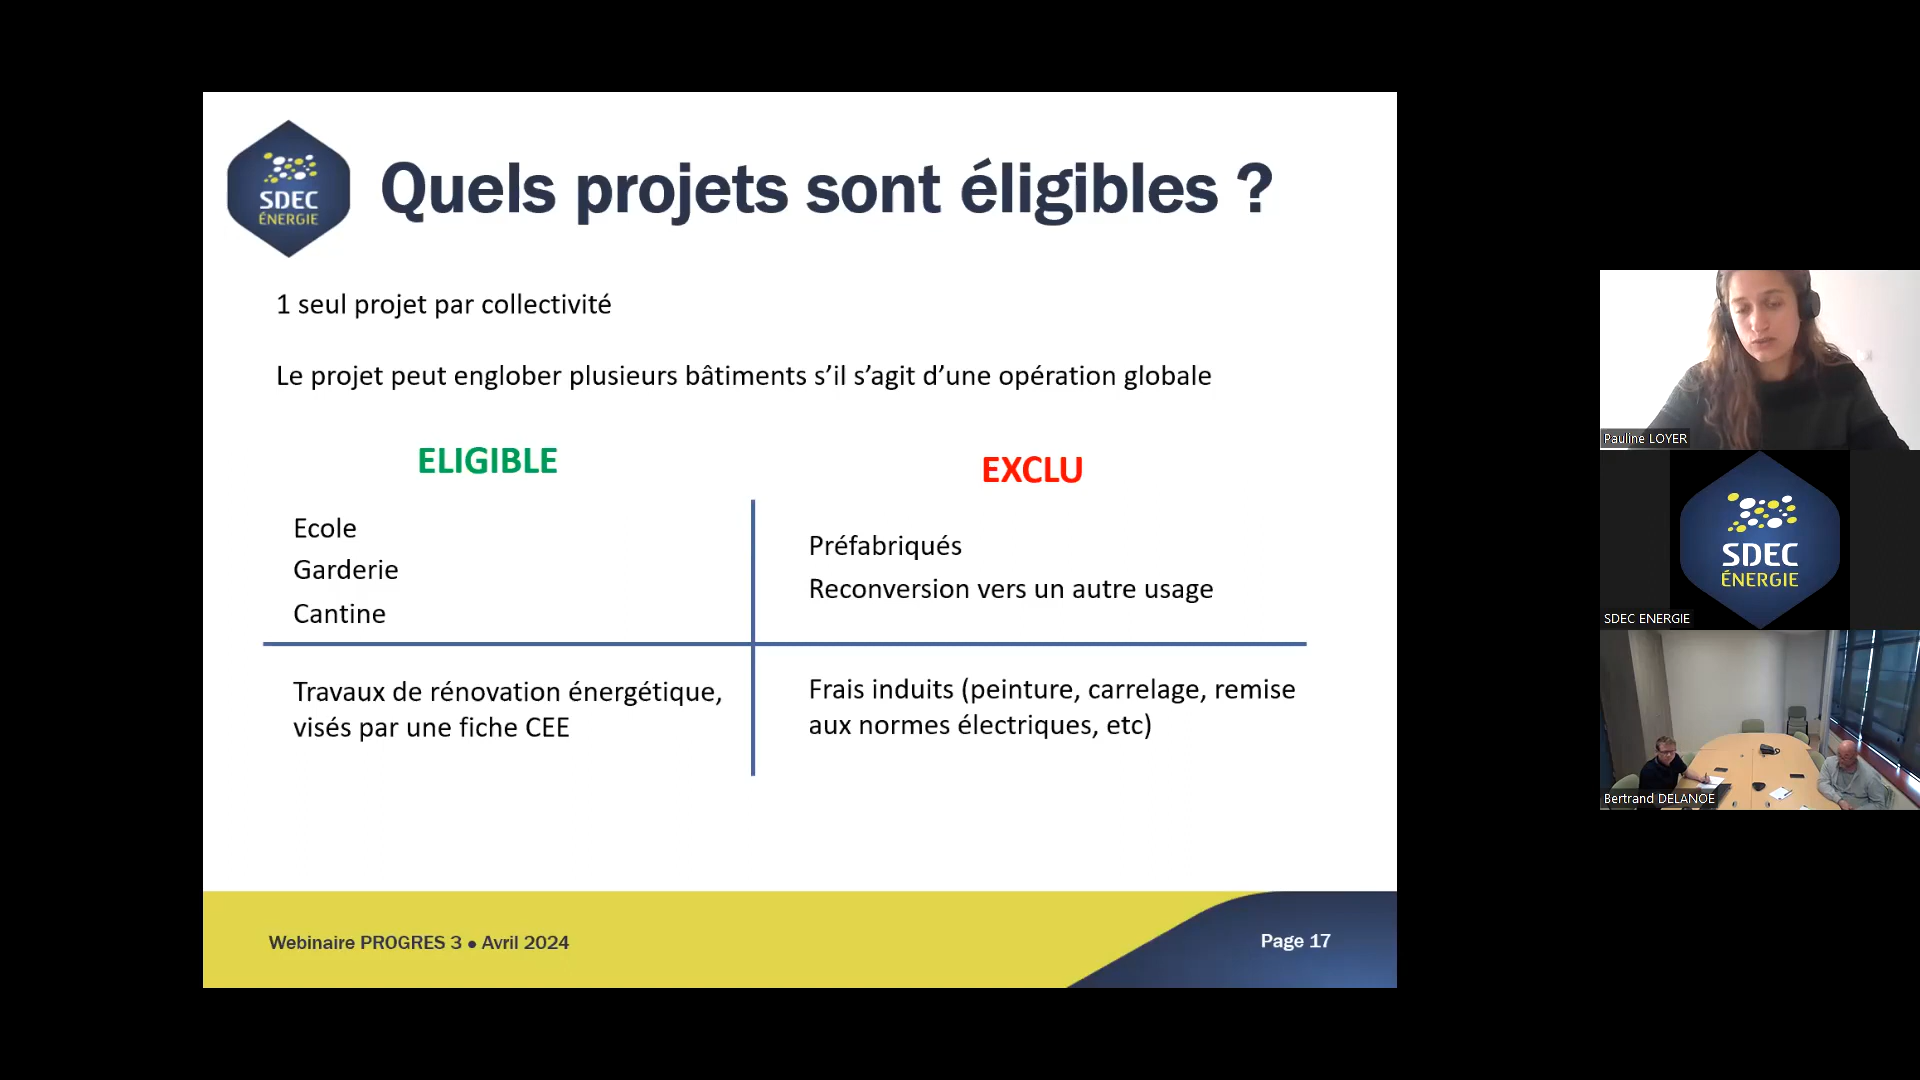 SDEC
ÉNERGIE
Quels projets sont éligibles ?
1 seul projet par collectivité
Le projet peut englober plusieurs bâtiments s’il s’agit d’une opération globale
ELIGIBLE
EXCLU
Ecole
Garderie
Cantine
Préfabriqués
Reconversion vers un autre usage
Travaux de rénovation énergétique,
visés par une fiche CEE
Frais induits (peinture, carrelage, remise
aux normes électriques, etc)
Webinaire PROGRES 3 ● Avril 2024
Page 17
Pauline LOYER
SDEC
ÉNERGIE
SDEC ENERGIE
Bertrand DELANOE